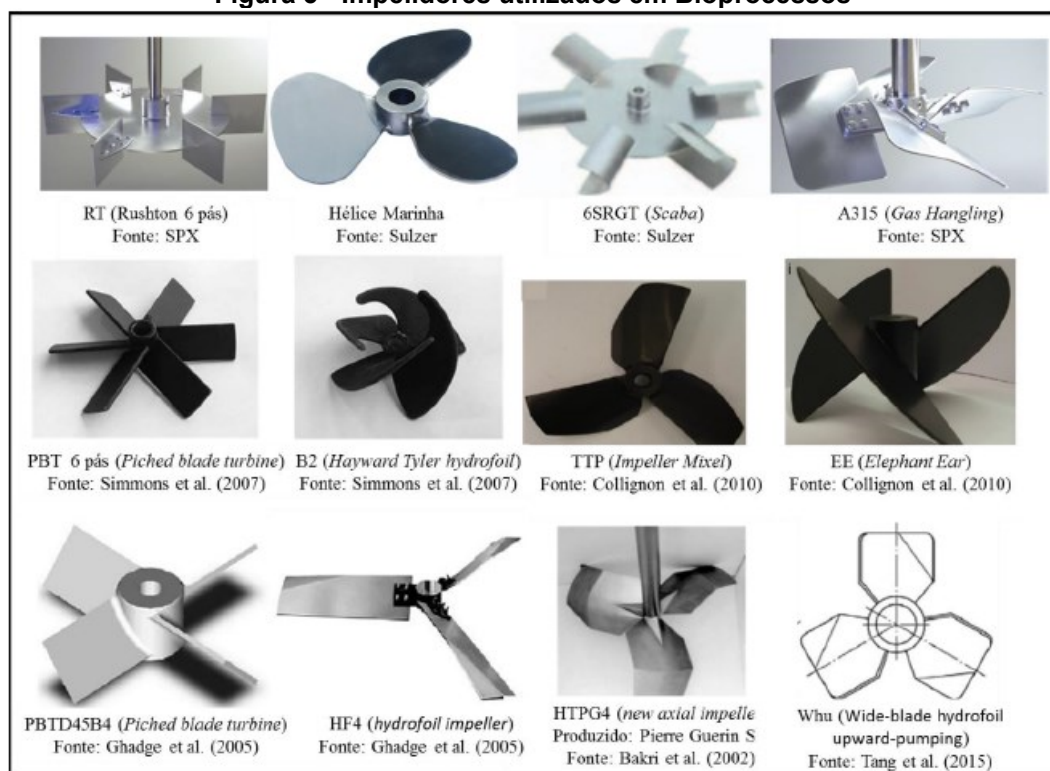 Figura 5 - Impelidores utilizados em Bioprocessos
RT (Rushton 6 pás)
Fonte: SPX
Hélice Marinha
Fonte: Sulzer
6SRGT (Scaba)
Fonte: Sulzer
A315 (Gas Hangling)
Fonte: SPX
PBT 6 pás (Piched blade turbine)
Fonte: Simmons et al. (2007)
B2 (Hayward Tyler hydrofoil)
Fonte: Simmons et al. (2007)
TTP (Impeller Mixel)
Fonte: Collignon et al. (2010)
EE (Elephant Ear)
Fonte: Collignon et al. (2010)
PBTD45B4 (Piched blade turbine)
Fonte: Ghadge et al. (2005)
HF4 (hydrofoil impeller)
Fonte: Ghadge et al. (2005)
HTPG4 (new axial impelle
Produzido: Pierre Guerin S
Fonte: Bakri et al. (2002)
Whu (Wide-blade hydrofoil
upward-pumping)
Fonte: Tang et al. (2015)